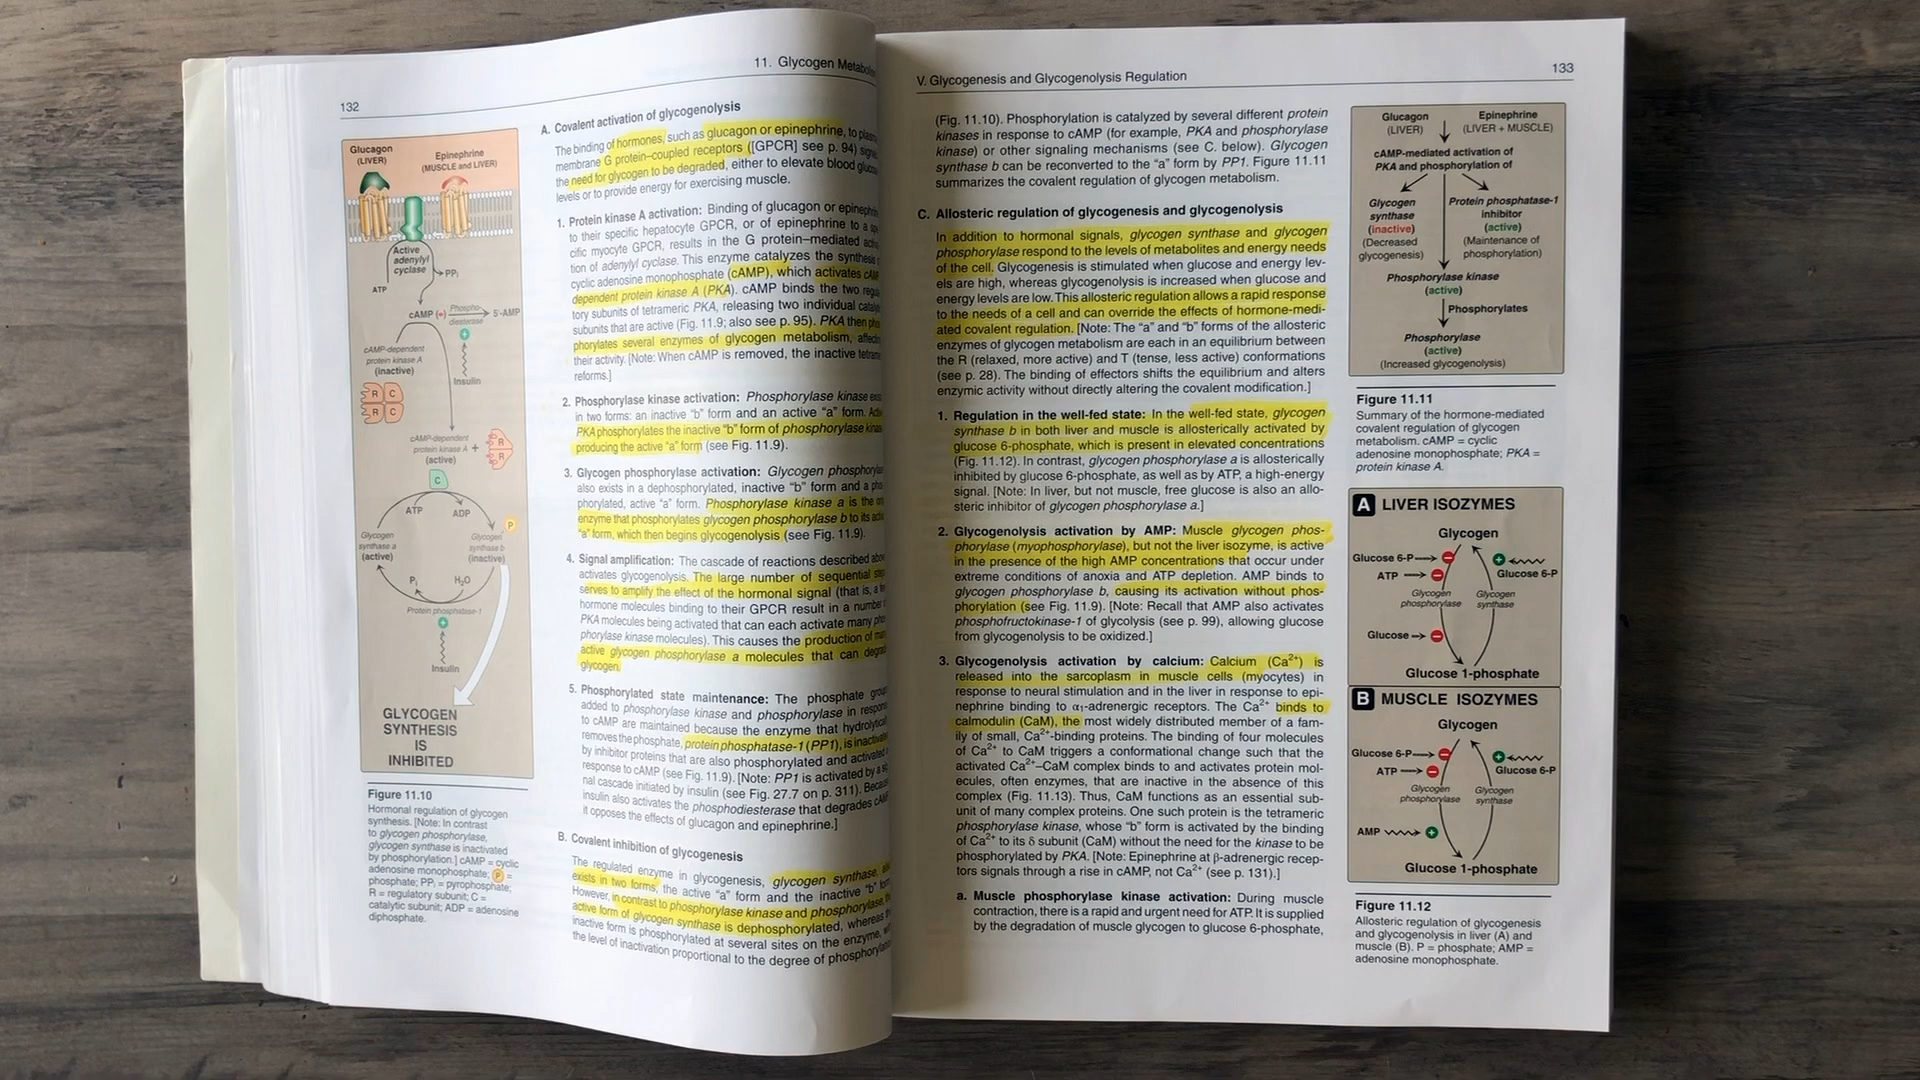 132
11. Glycogen
Glucagon
(LIVER)
Epinephrine
(MUSCLE and LIVER)
Active
adenylyl
cyclase
PPi
ATP
cAMP (–)
Phospho-
diesterase
5'-AMP
cAMP-dependent
protein kinase A
(inactive)
Insulin
R C
R C
cAMP-dependent
protein kinase A +
(active)
R
R
C
ATP
ADP
P
Glycogen
synthase a
(active)
Glycogen
synthase b
(inactive)
Pi
H2O
Protein phosphatase-1
Insulin
GLYCOGEN
SYNTHESIS
IS
INHIBITED
Figure 11.10
Hormonal regulation of glycogen
synthesis. [Note: In contrast
to glycogen phosphorylase,
glycogen synthase is inactivated
by phosphorylation.] cAMP = cyclic
adenosine monophosphate; P =
phosphate; PPi = pyrophosphate;
R = regulatory subunit; C =
catalytic subunit; ADP = adenosine
diphosphate.
A. Covalent activation of glycogenolysis
The binding of hormones, such as glucagon or epinephrine, to
membrane G protein–coupled receptors ([GPCR] see p. 94)
the need for glycogen to be degraded, either to elevate blood
levels or to provide energy for exercising muscle.
1. Protein kinase A activation: Binding of glucagon or
to their specific hepatocyte GPCR, or of epinephrine to a
cific myocyte GPCR, results in the G protein–mediated
tion of adenylyl cyclase. This enzyme catalyzes the synthesis
cyclic adenosine monophosphate (cAMP), which activates
dependent protein kinase A (PKA). cAMP binds the two
tory subunits of tetrameric PKA, releasing two individual
subunits that are active (Fig. 11.9; also see p. 95). PKA then
phorylates several enzymes of glycogen metabolism,
their activity. [Note: When cAMP is removed, the inactive
reforms.]
2. Phosphorylase kinase activation: Phosphorylase kinase
in two forms: an inactive “b” form and an active “a” form.
PKA phosphorylates the inactive “b” form of phosphorylase
producing the active “a” form (see Fig. 11.9).
3. Glycogen phosphorylase activation: Glycogen
also exists in a dephosphorylated, inactive “b” form and a
phorylated, active “a” form. Phosphorylase kinase a is the
enzyme that phosphorylates glycogen phosphorylase b to its
“a” form, which then begins glycogenolysis (see Fig. 11.9).
4. Signal amplification: The cascade of reactions described
activates glycogenolysis. The large number of sequential
serves to amplify the effect of the hormonal signal (that is, a
hormone molecules binding to their GPCR result in a number
PKA molecules being activated that can each activate many
phorylase kinase molecules). This causes the production of
active glycogen phosphorylase a molecules that can
glycogen.
5. Phosphorylated state maintenance: The phosphate
added to phosphorylase kinase and phosphorylase in
to cAMP are maintained because the enzyme that
removes the phosphate, protein phosphatase-1 (PP1), is
by inhibitor proteins that are also phosphorylated and activated
response to cAMP (see Fig. 11.9). [Note: PP1 is activated by a
nal cascade initiated by insulin (see Fig. 27.7 on p. 311).
insulin also activates the phosphodiesterase that degrades
it opposes the effects of glucagon and epinephrine.]
B. Covalent inhibition of glycogenesis
The regulated enzyme in glycogenesis, glycogen synthase,
exists in two forms, the active “a” form and the inactive “b”
However, in contrast to phosphorylase kinase and phosphorylase,
active form of glycogen synthase is dephosphorylated, whereas
inactive form is phosphorylated at several sites on the enzyme,
the level of inactivation proportional to the degree of
V. Glycogenesis and Glycogenolysis Regulation
133
(Fig. 11.10). Phosphorylation is catalyzed by several different protein
kinases in response to cAMP (for example, PKA and phosphorylase
kinase) or other signaling mechanisms (see C. below). Glycogen
synthase b can be reconverted to the “a” form by PP1. Figure 11.11
summarizes the covalent regulation of glycogen metabolism.
C. Allosteric regulation of glycogenesis and glycogenolysis
In addition to hormonal signals, glycogen synthase and glycogen
phosphorylase respond to the levels of metabolites and energy needs
of the cell. Glycogenesis is stimulated when glucose and energy lev-
els are high, whereas glycogenolysis is increased when glucose and
energy levels are low. This allosteric regulation allows a rapid response
to the needs of a cell and can override the effects of hormone-medi-
ated covalent regulation. [Note: The “a” and “b” forms of the allosteric
enzymes of glycogen metabolism are each in an equilibrium between
the R (relaxed, more active) and T (tense, less active) conformations
(see p. 28). The binding of effectors shifts the equilibrium and alters
enzymic activity without directly altering the covalent modification.]
1. Regulation in the well-fed state: In the well-fed state, glycogen
synthase b in both liver and muscle is allosterically activated by
glucose 6-phosphate, which is present in elevated concentrations
(Fig. 11.12). In contrast, glycogen phosphorylase a is allosterically
inhibited by glucose 6-phosphate, as well as by ATP, a high-energy
signal. [Note: In liver, but not muscle, free glucose is also an allo-
steric inhibitor of glycogen phosphorylase a.]
2. Glycogenolysis activation by AMP: Muscle glycogen phos-
phorylase (myophosphorylase), but not the liver isozyme, is active
in the presence of the high AMP concentrations that occur under
extreme conditions of anoxia and ATP depletion. AMP binds to
glycogen phosphorylase b, causing its activation without phos-
phorylation (see Fig. 11.9). [Note: Recall that AMP also activates
phosphofructokinase-1 of glycolysis (see p. 99), allowing glucose
from glycogenolysis to be oxidized.]
3. Glycogenolysis activation by calcium: Calcium (Ca2+) is
released into the sarcoplasm in muscle cells (myocytes) in
response to neural stimulation and in the liver in response to epi-
nephrine binding to α1-adrenergic receptors. The Ca2+ binds to
calmodulin (CaM), the most widely distributed member of a fam-
ily of small, Ca2+-binding proteins. The binding of four molecules
of Ca2+ to CaM triggers a conformational change such that the
activated Ca2+–CaM complex binds to and activates protein mol-
ecules, often enzymes, that are inactive in the absence of this
complex (Fig. 11.13). Thus, CaM functions as an essential sub-
unit of many complex proteins. One such protein is the tetrameric
phosphorylase kinase, whose “b” form is activated by the binding
of Ca2+ to its δ subunit (CaM) without the need for the kinase to be
phosphorylated by PKA. [Note: Epinephrine at β-adrenergic recep-
tors signals through a rise in cAMP, not Ca2+ (see p. 131).]
a. Muscle phosphorylase kinase activation: During muscle
contraction, there is a rapid and urgent need for ATP. It is supplied
by the degradation of muscle glycogen to glucose 6-phosphate,
Glucagon
(LIVER)
Epinephrine
(LIVER + MUSCLE)
cAMP-mediated activation of
PKA and phosphorylation of
Glycogen
synthase
(inactive)
(Decreased
glycogenesis)
Protein phosphatase-1
inhibitor
(active)
(Maintenance of
phosphorylation)
Phosphorylase kinase
(active)
Phosphorylates
Phosphorylase
(active)
(Increased glycogenolysis)
Figure 11.11
Summary of the hormone-mediated
covalent regulation of glycogen
metabolism. cAMP = cyclic
adenosine monophosphate; PKA =
protein kinase A.
A LIVER ISOZYMES
Glycogen
Glucose 6-P
ATP
Glucose 6-P
Glycogen
phosphorylase
Glycogen
synthase
Glucose
Glucose 1-phosphate
B MUSCLE ISOZYMES
Glycogen
Glucose 6-P
ATP
Glucose 6-P
Glycogen
phosphorylase
Glycogen
synthase
AMP
Glucose 1-phosphate
Figure 11.12
Allosteric regulation of glycogenesis
and glycogenolysis in liver (A) and
muscle (B). P = phosphate; AMP =
adenosine monophosphate.